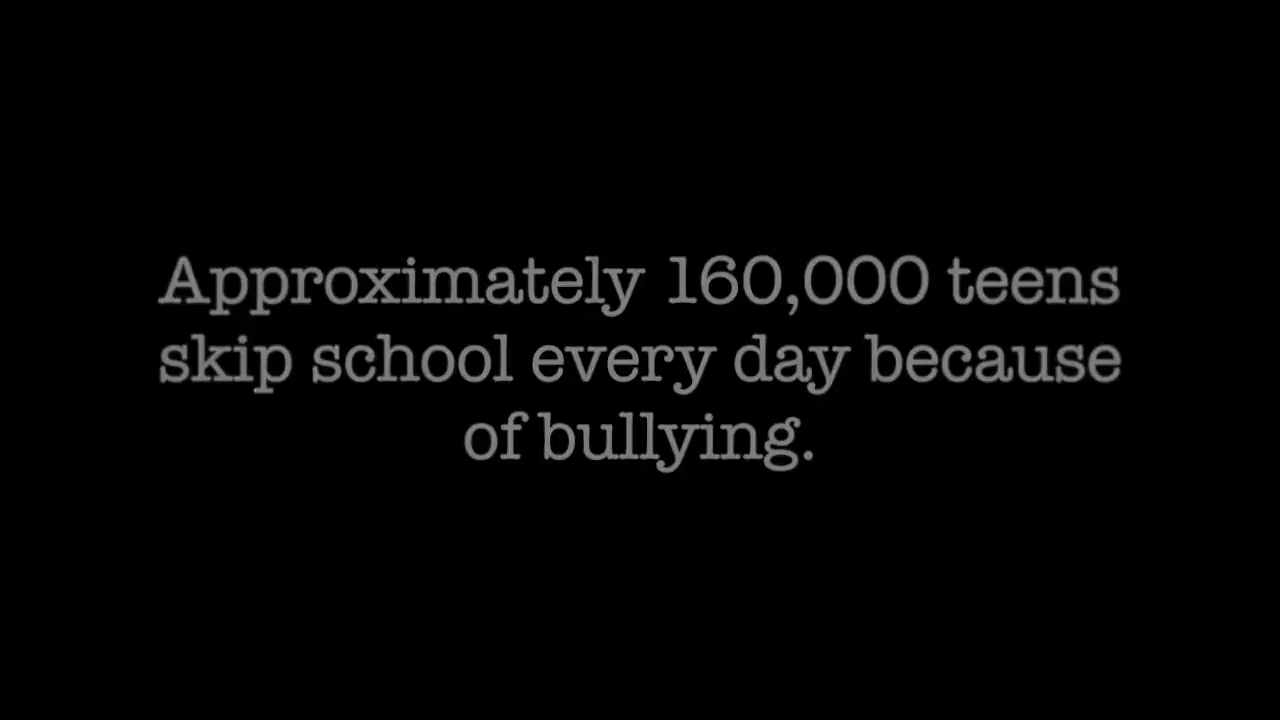 Approximately 160,000 teens
skip school every day because
of bullying.